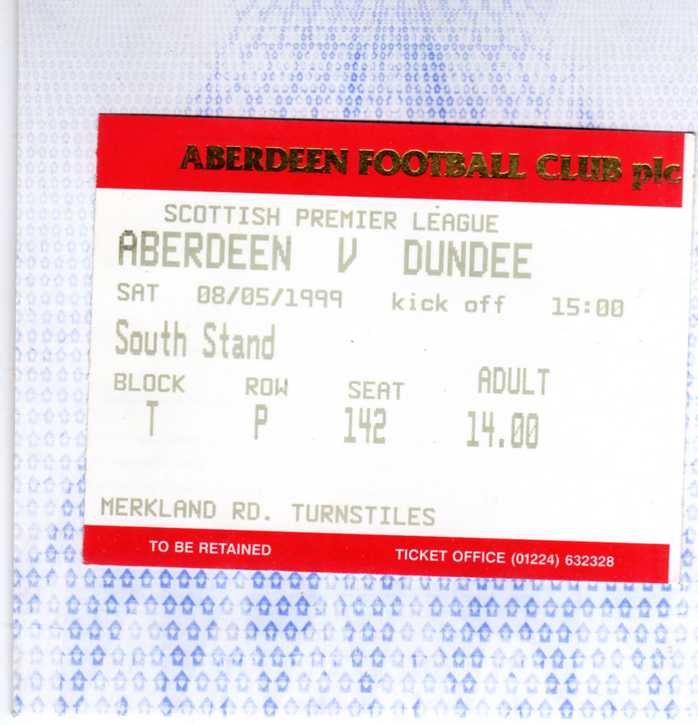 ABERDEEN FOOTBALL CLUB plc
SCOTTISH PREMIER LEAGUE
ABERDEEN V DUNDEE
SAT 08/05/1999 kick off 15:00
South Stand
BLOCK ROW SEAT ADULT
T P 142 14.00
MERKLAND RD. TURNSTILES
TO BE RETAINED TICKET OFFICE (01224) 632328